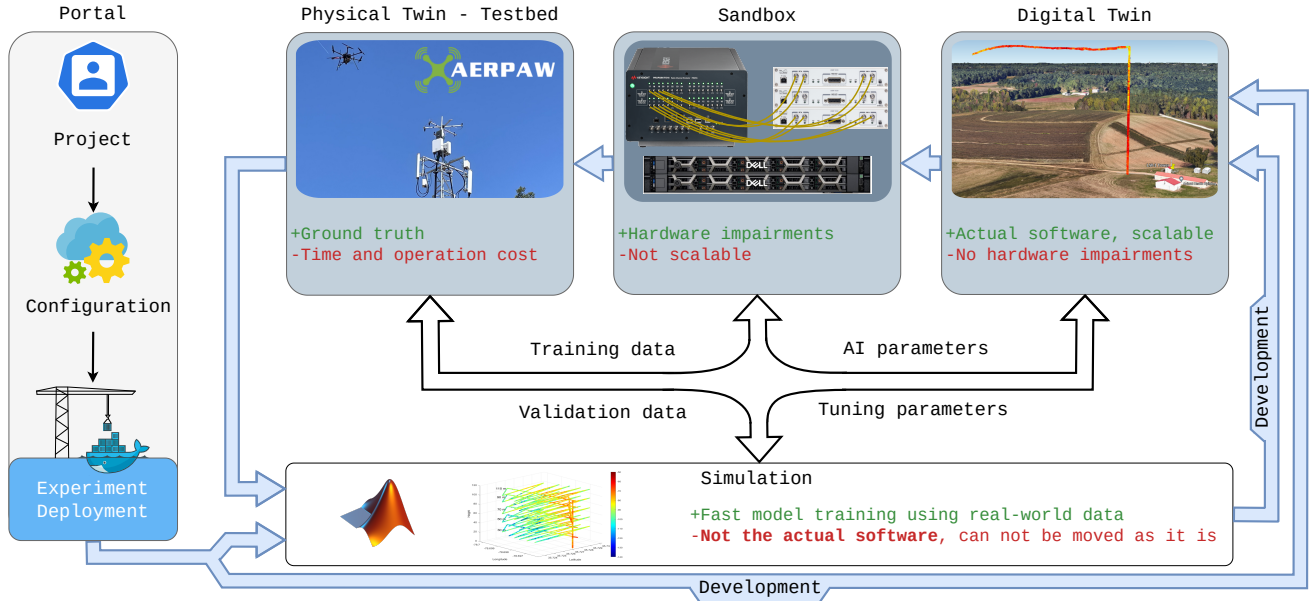 Portal
Physical Twin - Testbed
Sandbox
Digital Twin
AERPAW
Project
Configuration
Experiment
Deployment
DELL
DELL
+Ground truth
-Time and operation cost
+Hardware impairments
-Not scalable
+Actual software, scalable
-No hardware impairments
Training data
AI parameters
Validation data
Tuning parameters
Development
Simulation
+Fast model training using real-world data
-Not the actual software, can not be moved as it is
Development